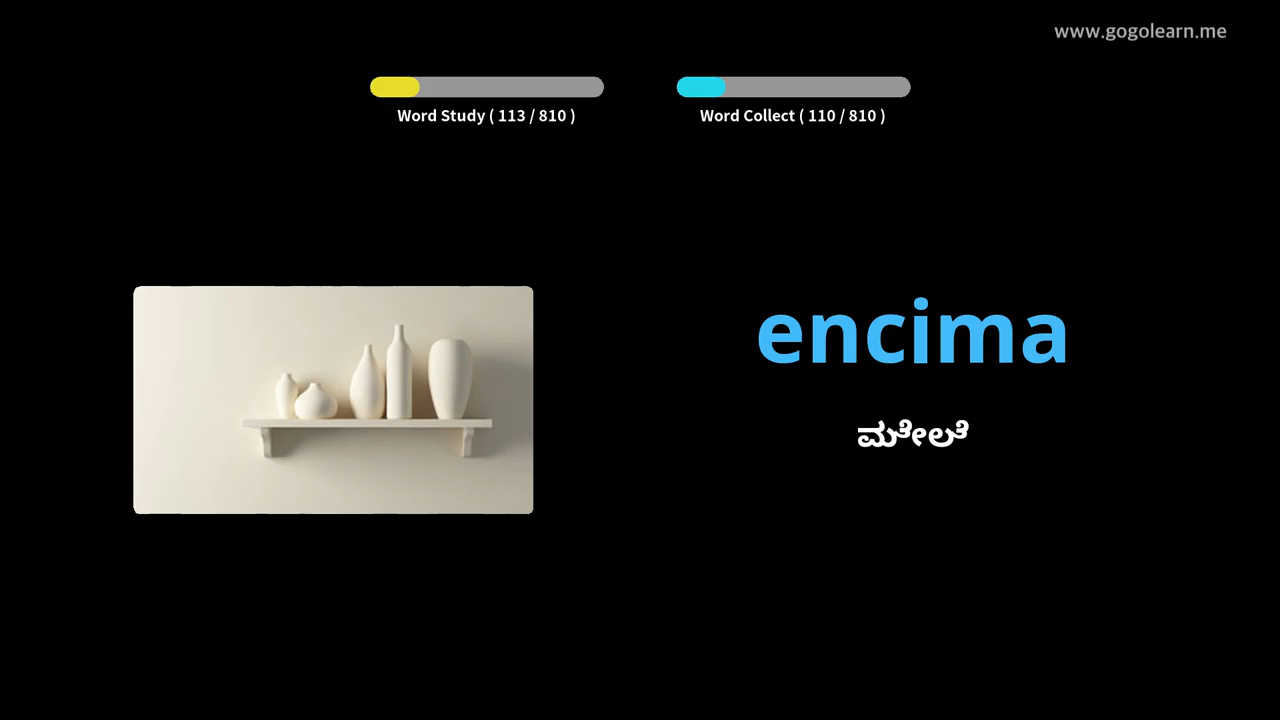 www.gogolearn.me
Word Study ( 113 / 810 )
Word Collect ( 110 / 810 )
encima
ಮೇಲೆ